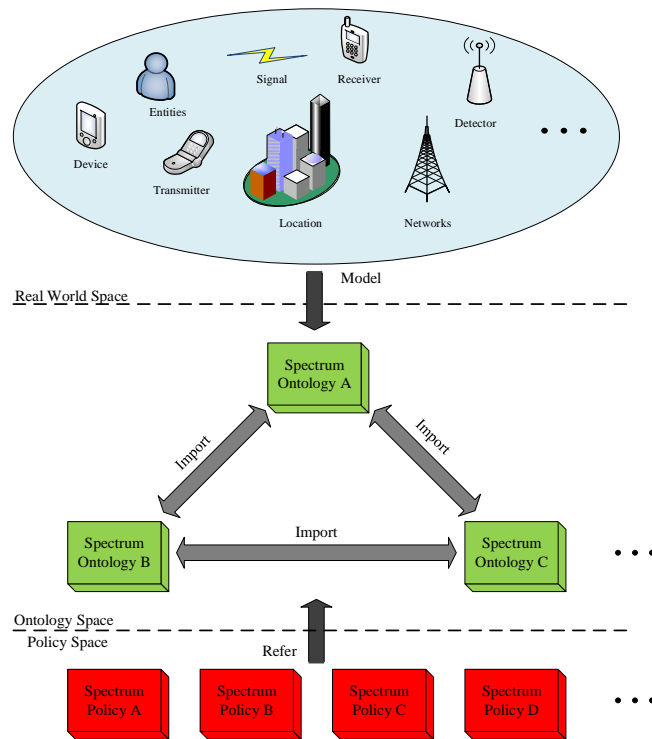 Signal
Receiver
Entities
Detector
Device
Transmitter
Location
Networks
Model
Real World Space
Spectrum
Ontology A
Import
Import
Spectrum
Ontology B
Import
Spectrum
Ontology C
Ontology Space
Policy Space
Refer
Spectrum
Policy A
Spectrum
Policy B
Spectrum
Policy C
Spectrum
Policy D